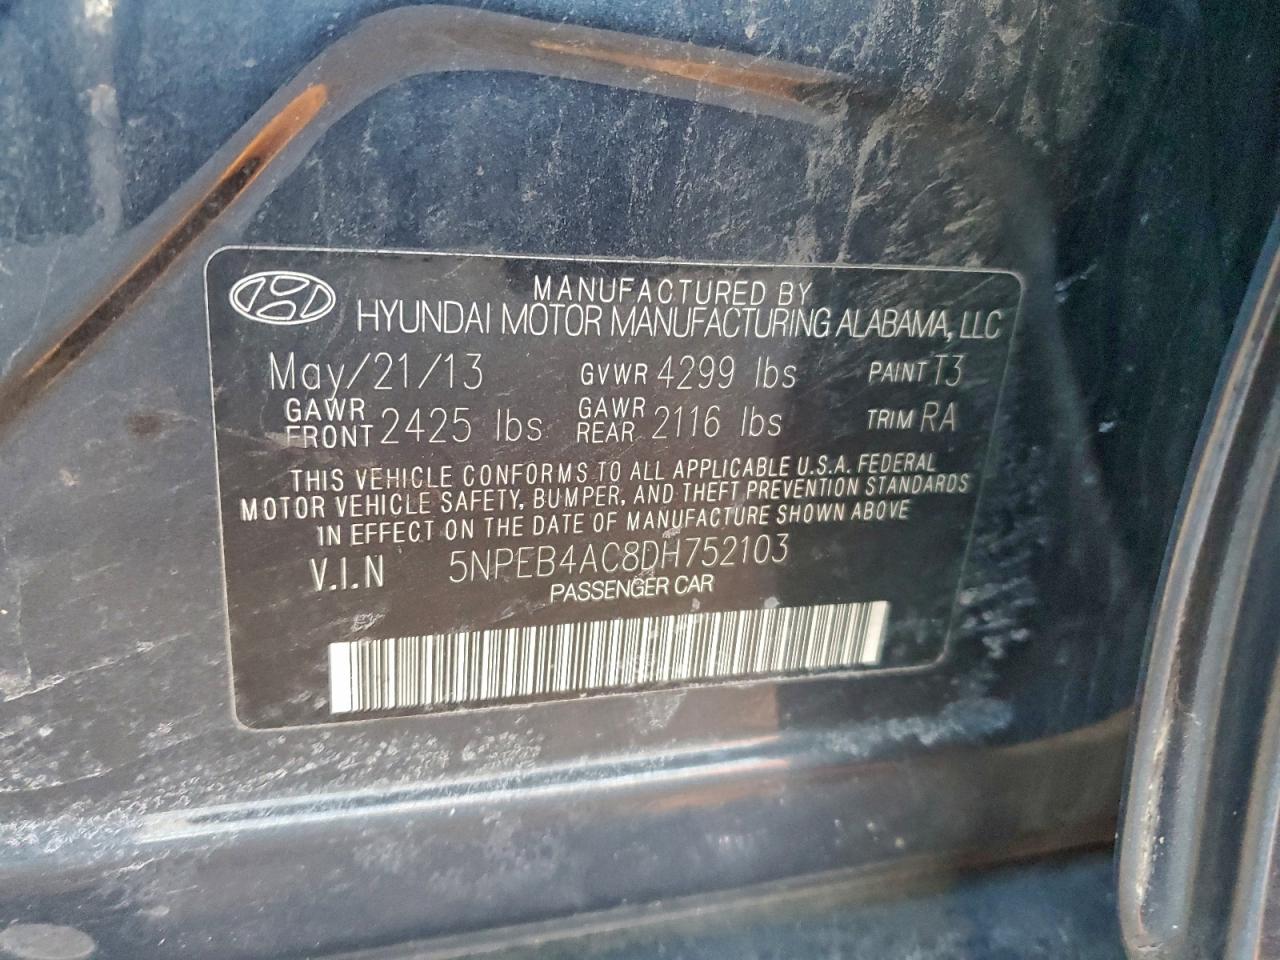 MANUFACTURED BY
HYUNDAI MOTOR MANUFACTURING ALABAMA, LLC
May/21/13 GVWR 4299 lbs PAINT T3
GAWR FRONT 2425 lbs GAWR REAR 2116 lbs TRIM RA
THIS VEHICLE CONFORMS TO ALL APPLICABLE U.S.A. FEDERAL
MOTOR VEHICLE SAFETY, BUMPER, AND THEFT PREVENTION STANDARDS
IN EFFECT ON THE DATE OF MANUFACTURE SHOWN ABOVE
V.I.N 5NPEB4AC8DH752103
PASSENGER CAR